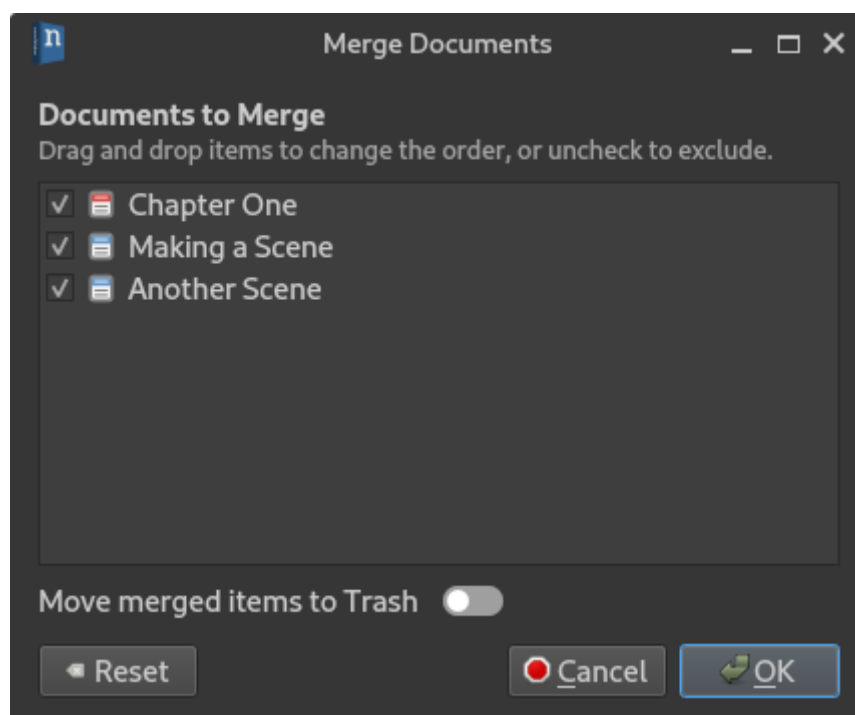 n
Merge Documents
Documents to Merge
Drag and drop items to change the order, or uncheck to exclude.
Chapter One
Making a Scene
Another Scene
Move merged items to Trash
Reset
Cancel
OK